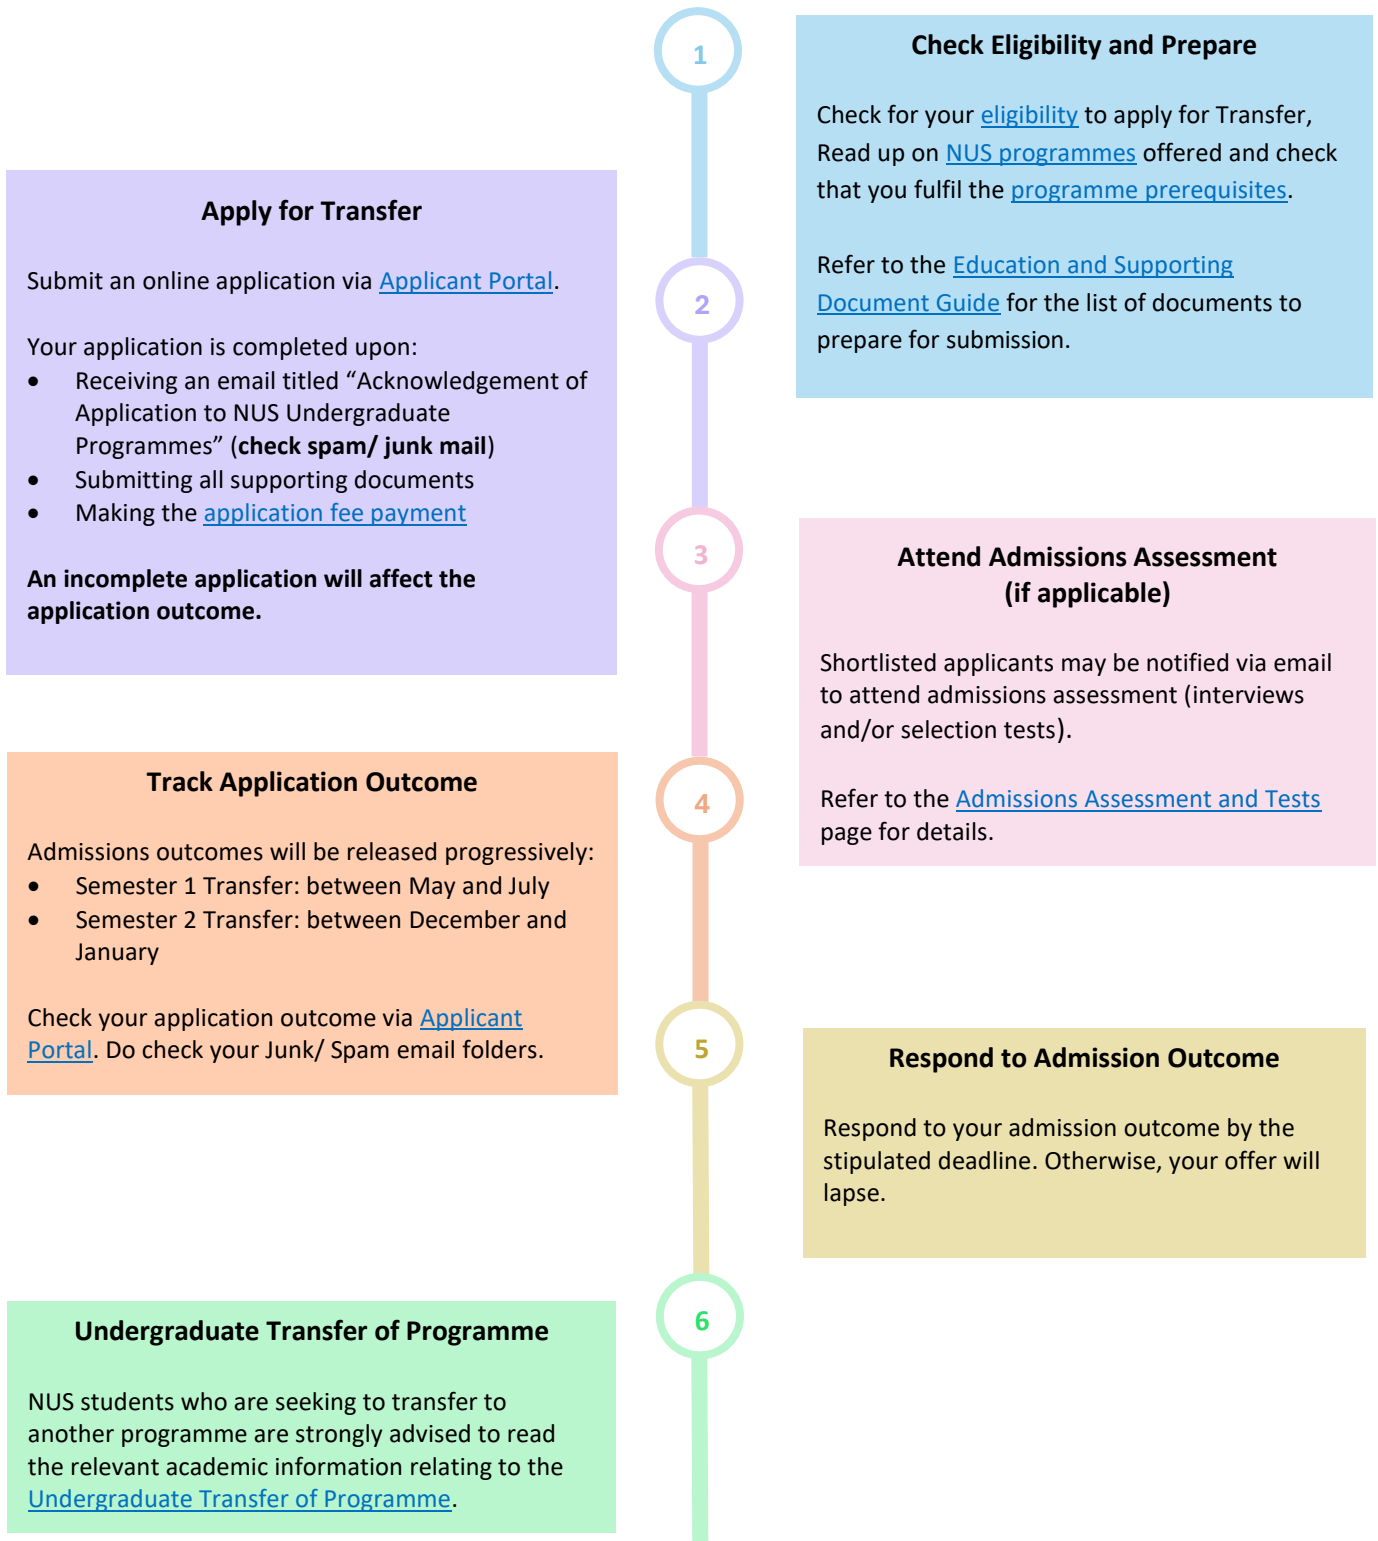 1
Check Eligibility and Prepare
Check for your eligibility to apply for Transfer,
Read up on NUS programmes offered and check
that you fulfil the programme prerequisites.
Refer to the Education and Supporting
Document Guide for the list of documents to
prepare for submission.
2
Apply for Transfer
Submit an online application via Applicant Portal.
Your application is completed upon:
• Receiving an email titled “Acknowledgement of
Application to NUS Undergraduate
Programmes” (check spam/ junk mail)
• Submitting all supporting documents
• Making the application fee payment
An incomplete application will affect the
application outcome.
3
Attend Admissions Assessment
(if applicable)
Shortlisted applicants may be notified via email
to attend admissions assessment (interviews
and/or selection tests).
Refer to the Admissions Assessment and Tests
page for details.
4
Track Application Outcome
Admissions outcomes will be released progressively:
• Semester 1 Transfer: between May and July
• Semester 2 Transfer: between December and
January
Check your application outcome via Applicant
Portal. Do check your Junk/ Spam email folders.
5
Respond to Admission Outcome
Respond to your admission outcome by the
stipulated deadline. Otherwise, your offer will
lapse.
6
Undergraduate Transfer of Programme
NUS students who are seeking to transfer to
another programme are strongly advised to read
the relevant academic information relating to the
Undergraduate Transfer of Programme.